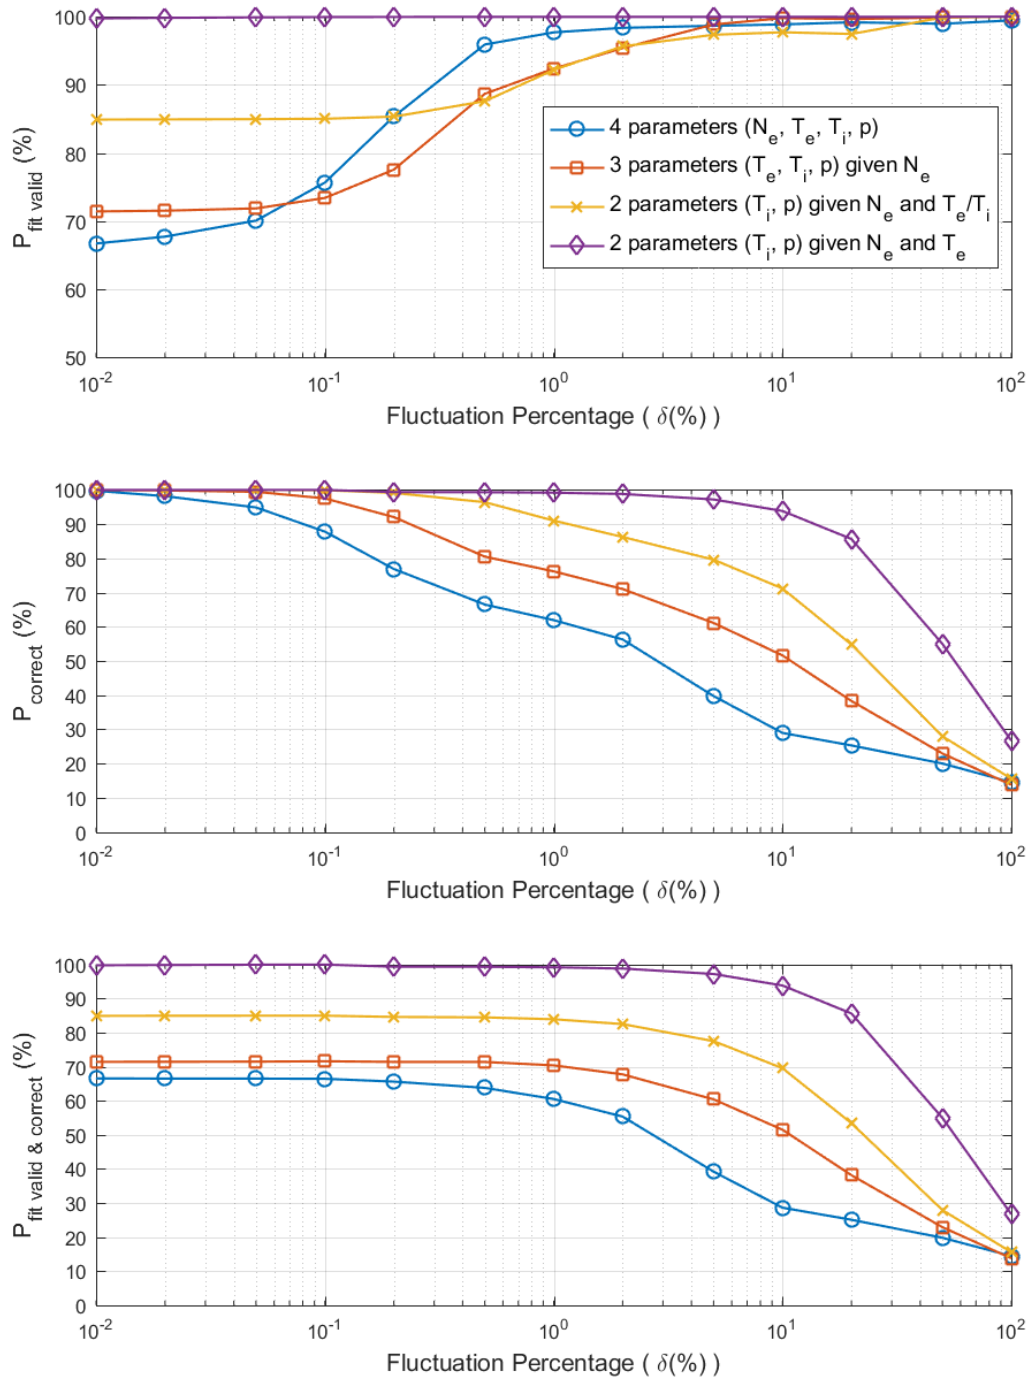 100
90
80
70
60
50
P_fit valid (%)
4 parameters (N_e, T_e, T_i, p)
3 parameters (T_e, T_i, p) given N_e
2 parameters (T_i, p) given N_e and T_e/T_i
2 parameters (T_i, p) given N_e and T_e
10^-2 10^-1 10^0 10^1 10^2
Fluctuation Percentage ( δ(%) )
100
90
80
70
60
50
40
30
20
10
0
P_correct (%)
10^-2 10^-1 10^0 10^1 10^2
Fluctuation Percentage ( δ(%) )
100
90
80
70
60
50
40
30
20
10
0
P_fit valid & correct (%)
10^-2 10^-1 10^0 10^1 10^2
Fluctuation Percentage ( δ(%) )